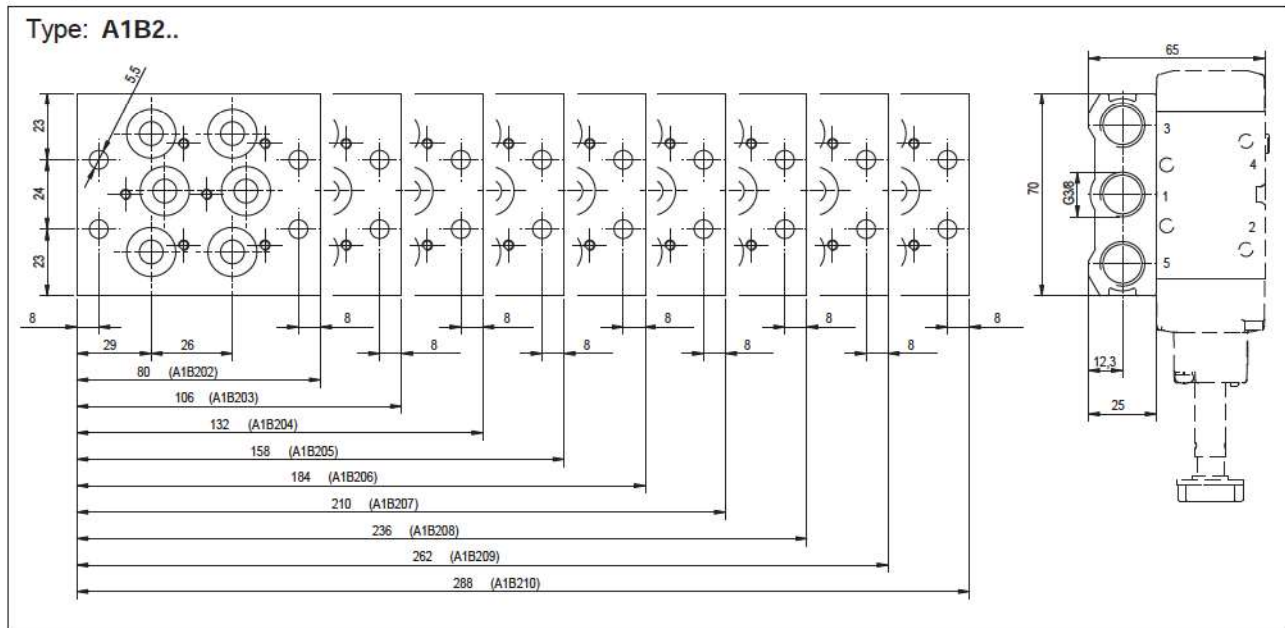 Type: A1B2..
5,5
23
24
23
8
8
8
8
8
8
8
8
8
8
29
26
80 (A1B202)
106 (A1B203)
132 (A1B204)
158 (A1B205)
184 (A1B206)
210 (A1B207)
236 (A1B208)
262 (A1B209)
288 (A1B210)
65
70
G3/8
3
4
1
2
5
12,3
25